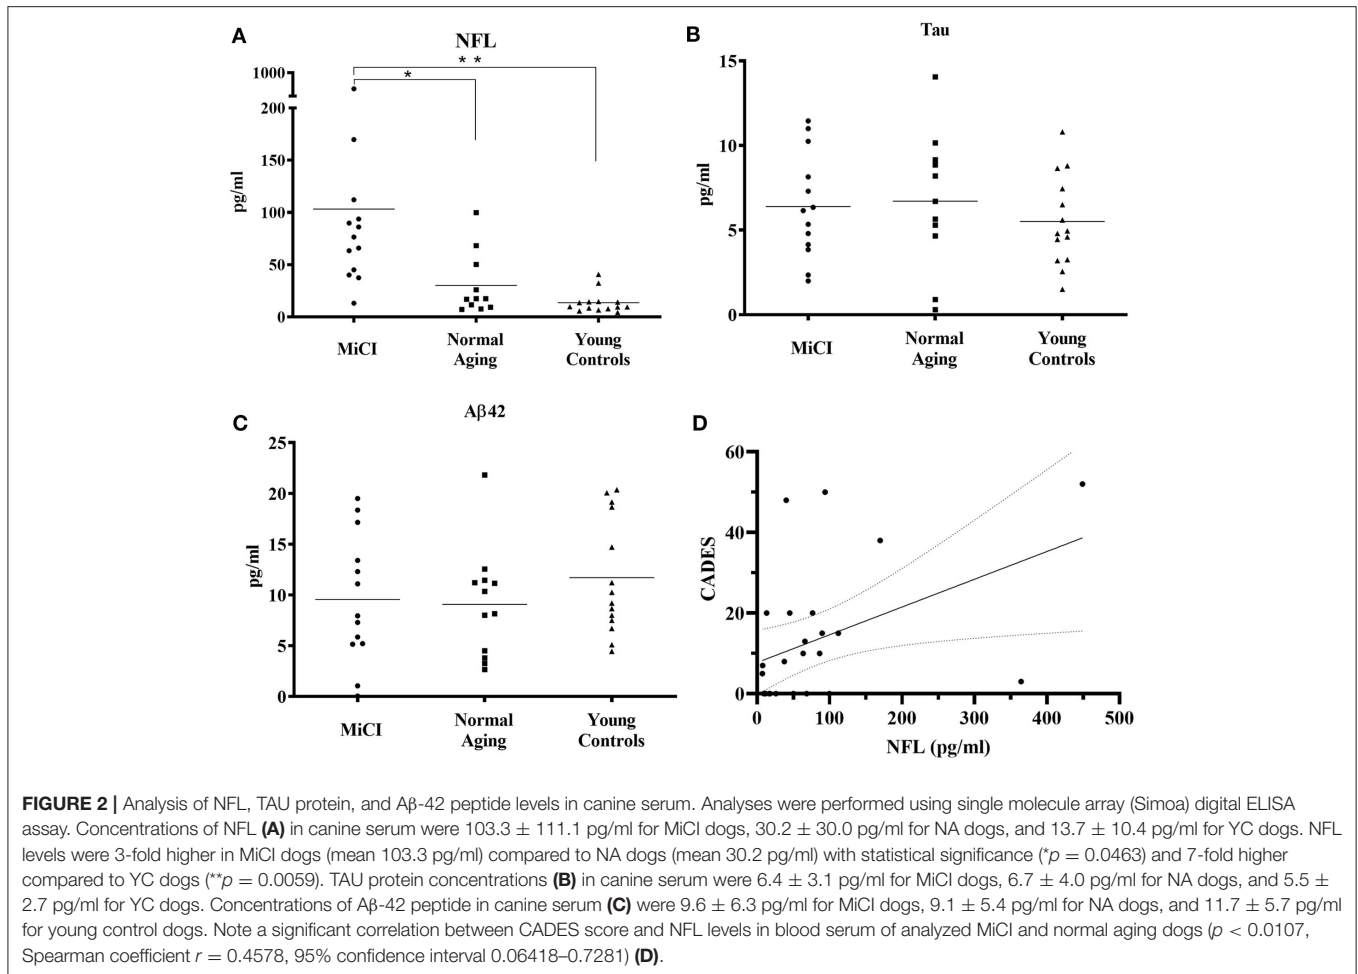 A
NFL
* *
*
1000
200
150
100
50
0
pg/ml
MiCI
Normal
Aging
Young
Controls
B
Tau
15
10
5
0
pg/ml
MiCI
Normal
Aging
Young
Controls
C
Aβ42
25
20
15
10
5
0
pg/ml
MiCI
Normal
Aging
Young
Controls
D
60
40
20
0
CADES
0 100 200 300 400 500
NFL (pg/ml)
FIGURE 2 | Analysis of NFL, TAU protein, and Aβ-42 peptide levels in canine serum. Analyses were performed using single molecule array (Simoa) digital ELISA
assay. Concentrations of NFL (A) in canine serum were 103.3 ± 111.1 pg/ml for MiCI dogs, 30.2 ± 30.0 pg/ml for NA dogs, and 13.7 ± 10.4 pg/ml for YC dogs. NFL
levels were 3-fold higher in MiCI dogs (mean 103.3 pg/ml) compared to NA dogs (mean 30.2 pg/ml) with statistical significance (*p = 0.0463) and 7-fold higher
compared to YC dogs (**p = 0.0059). TAU protein concentrations (B) in canine serum were 6.4 ± 3.1 pg/ml for MiCI dogs, 6.7 ± 4.0 pg/ml for NA dogs, and 5.5 ±
2.7 pg/ml for YC dogs. Concentrations of Aβ-42 peptide in canine serum (C) were 9.6 ± 6.3 pg/ml for MiCI dogs, 9.1 ± 5.4 pg/ml for NA dogs, and 11.7 ± 5.7 pg/ml
for young control dogs. Note a significant correlation between CADES score and NFL levels in blood serum of analyzed MiCI and normal aging dogs (p < 0.0107,
Spearman coefficient r = 0.4578, 95% confidence interval 0.06418–0.7281) (D).